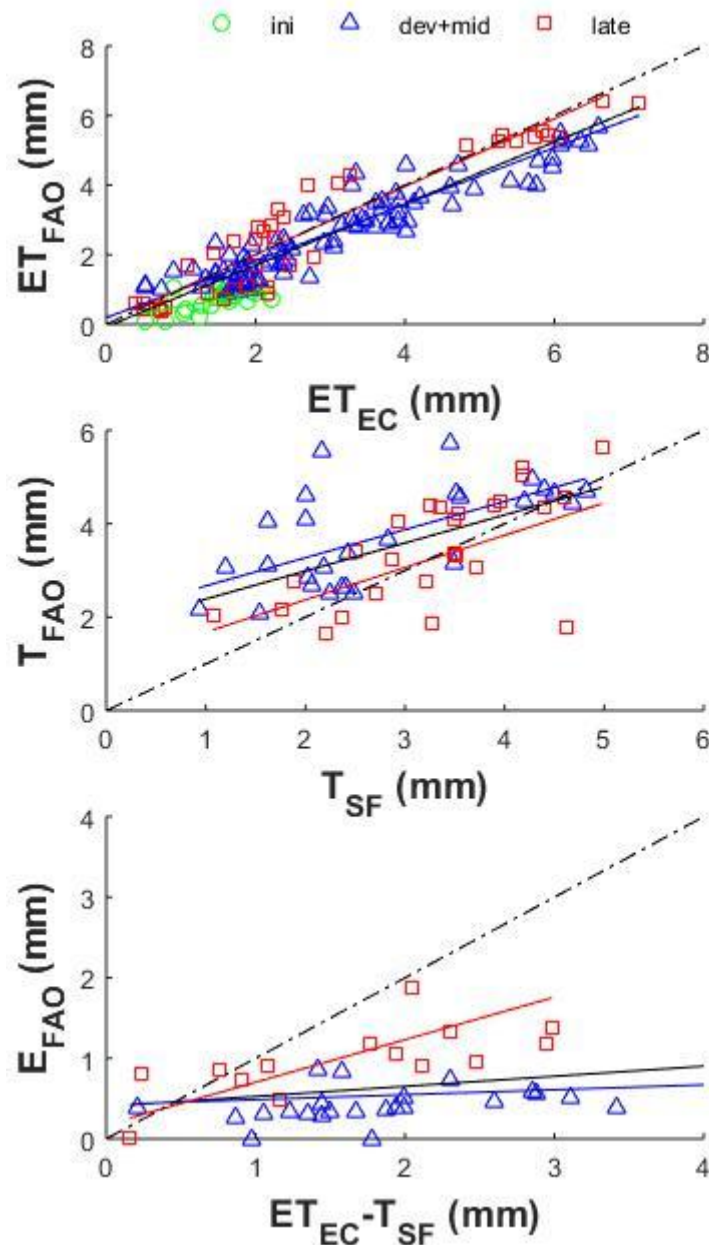 ini dev+mid late
8
6
4
2
0
ET_FAO (mm)
0 2 4 6 8
ET_EC (mm)
6
4
2
0
T_FAO (mm)
0 1 2 3 4 5 6
T_SF (mm)
4
3
2
1
0
E_FAO (mm)
0 1 2 3 4
ET_EC-T_SF (mm)